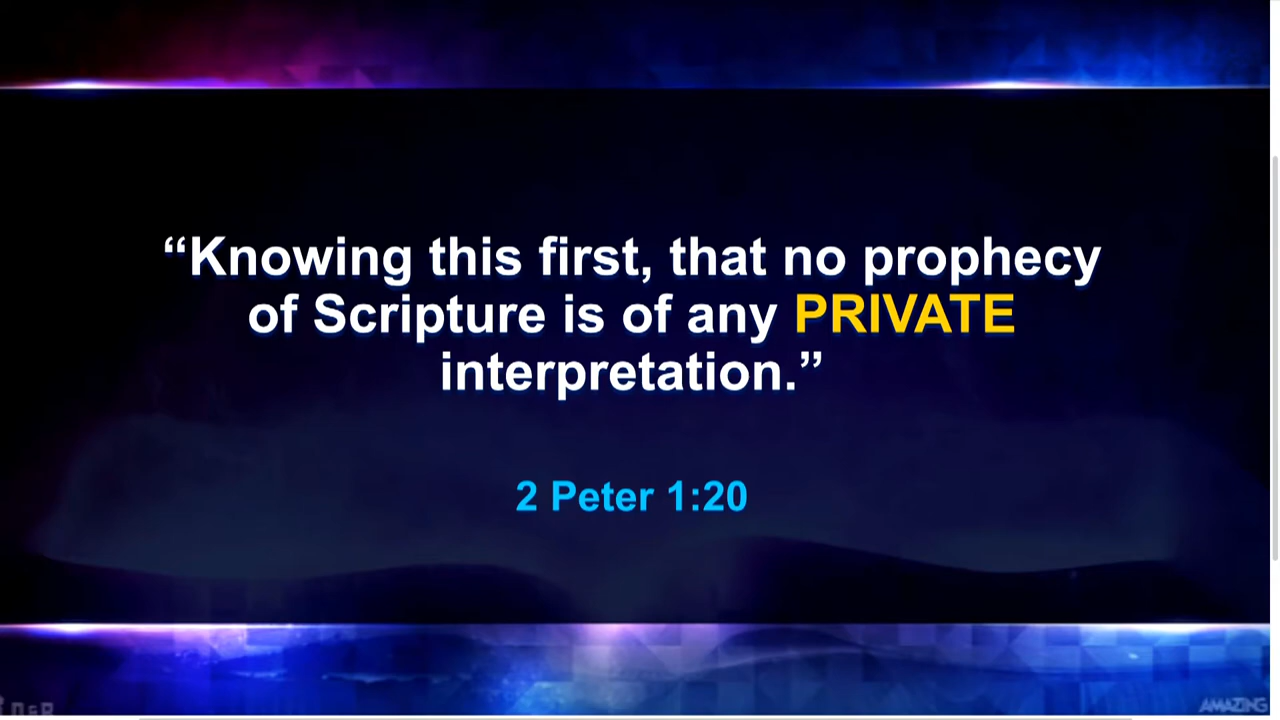 “Knowing this first, that no prophecy
of Scripture is of any PRIVATE
interpretation.”
2 Peter 1:20
AMAZING